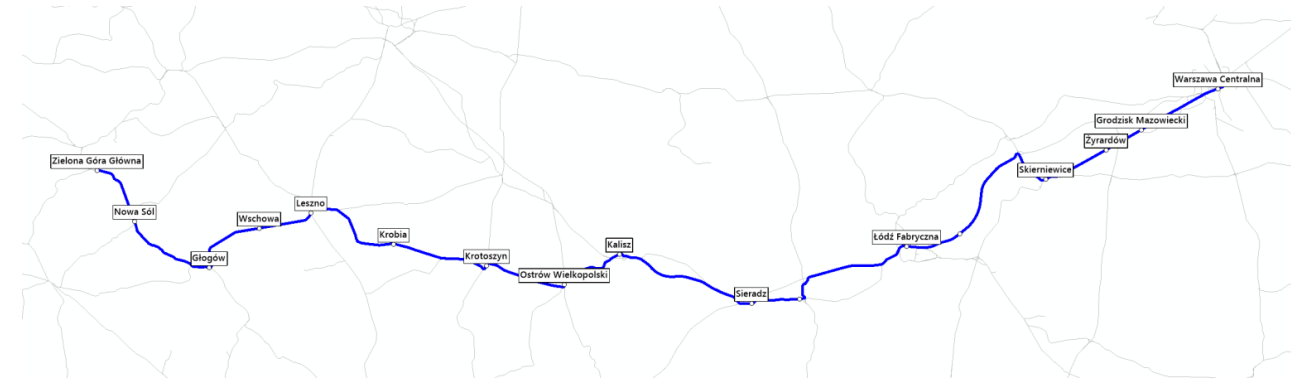 Warszawa Centralna
Grodzisk Mazowiecki
Żyrardów
Zielona Góra Główna
Skierniewice
Leszno
Nowa Sól
Wschowa
Krobia
Łódź Fabryczna
Kalisz
Krotoszyn
Głogów
Ostrów Wielkopolski
Sieradz